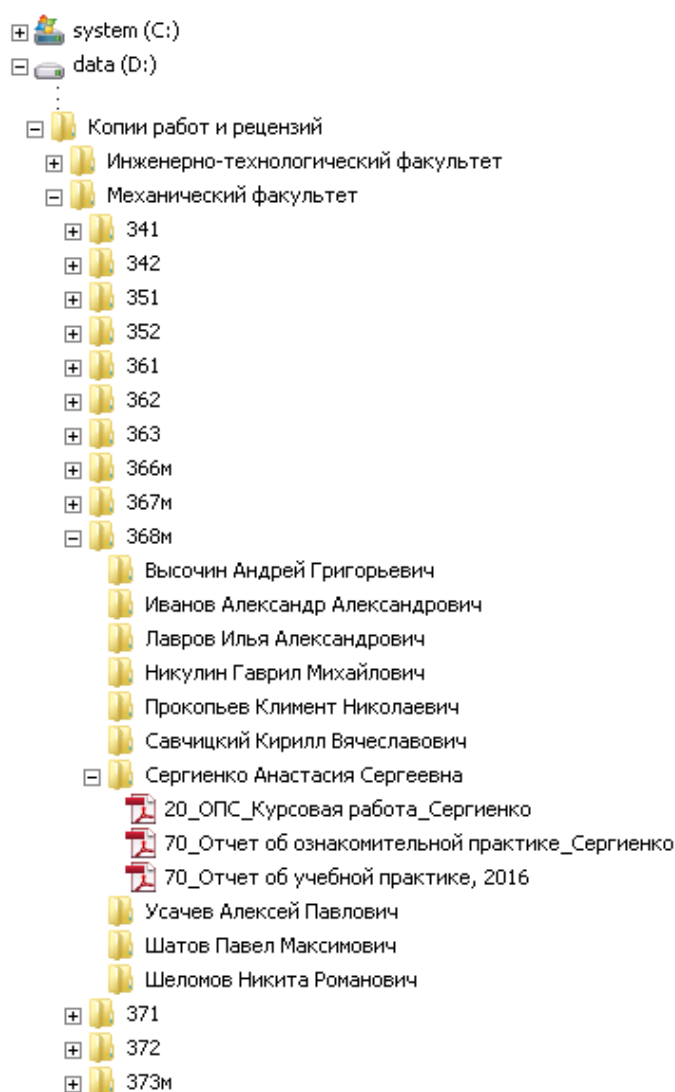 system (C:)
data (D:)
Копии работ и рецензий
Инженерно-технологический факультет
Механический факультет
341
342
351
352
361
362
363
366м
367м
368м
Высочин Андрей Григорьевич
Иванов Александр Александрович
Лавров Илья Александрович
Никулин Гаврил Михайлович
Прокопьев Климент Николаевич
Савчицкий Кирилл Вячеславович
Сергиенко Анастасия Сергеевна
20_ОПС_Курсовая работа_Сергиенко
70_Отчет об ознакомительной практике_Сергиенко
70_Отчет об учебной практике, 2016
Усачев Алексей Павлович
Шатов Павел Максимович
Шеломов Никита Романович
371
372
373м